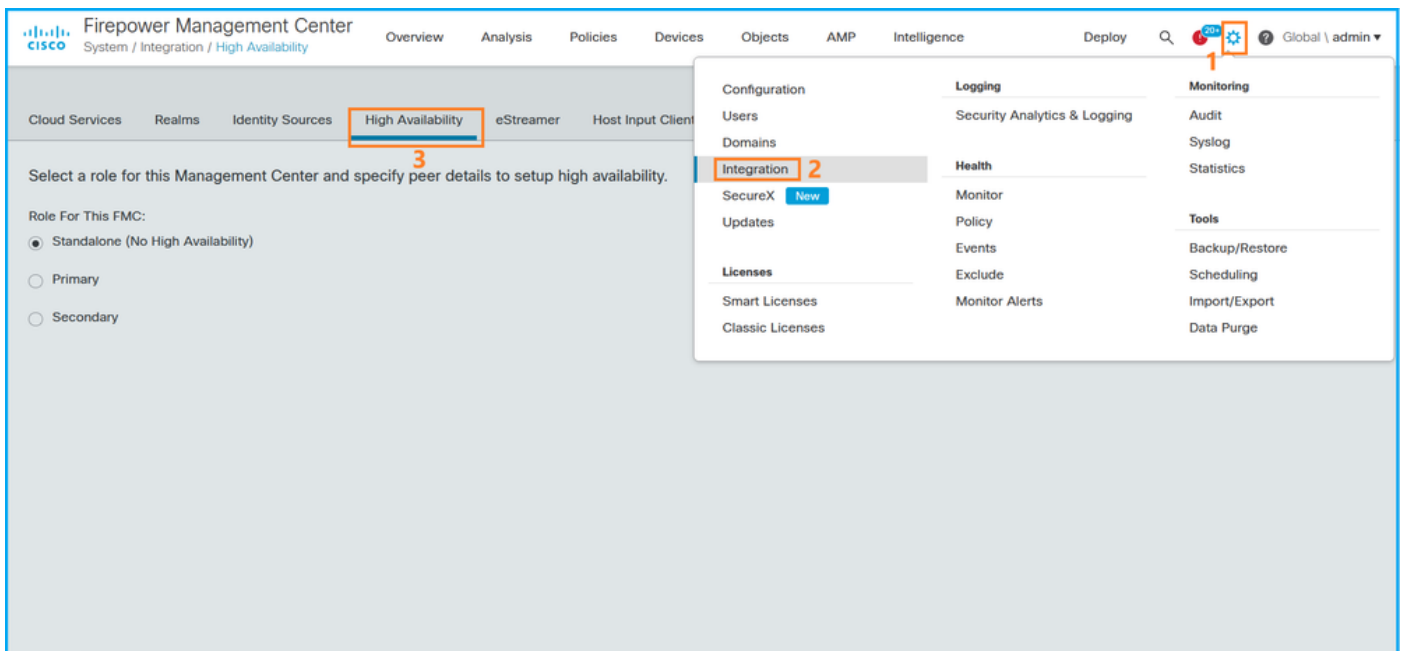 cisco
Firepower Management Center
System / Integration / High Availability
Overview
Analysis
Policies
Devices
Objects
AMP
Intelligence
Deploy
20+
Global \ admin
1
Cloud Services
Realms
Identity Sources
High Availability
eStreamer
Host Input Client
3
Select a role for this Management Center and specify peer details to setup high availability.
Role For This FMC:
Standalone (No High Availability)
Primary
Secondary
Configuration
Users
Domains
Integration 2
SecureX New
Updates
Licenses
Smart Licenses
Classic Licenses
Logging
Security Analytics & Logging
Health
Monitor
Policy
Events
Exclude
Monitor Alerts
Monitoring
Audit
Syslog
Statistics
Tools
Backup/Restore
Scheduling
Import/Export
Data Purge